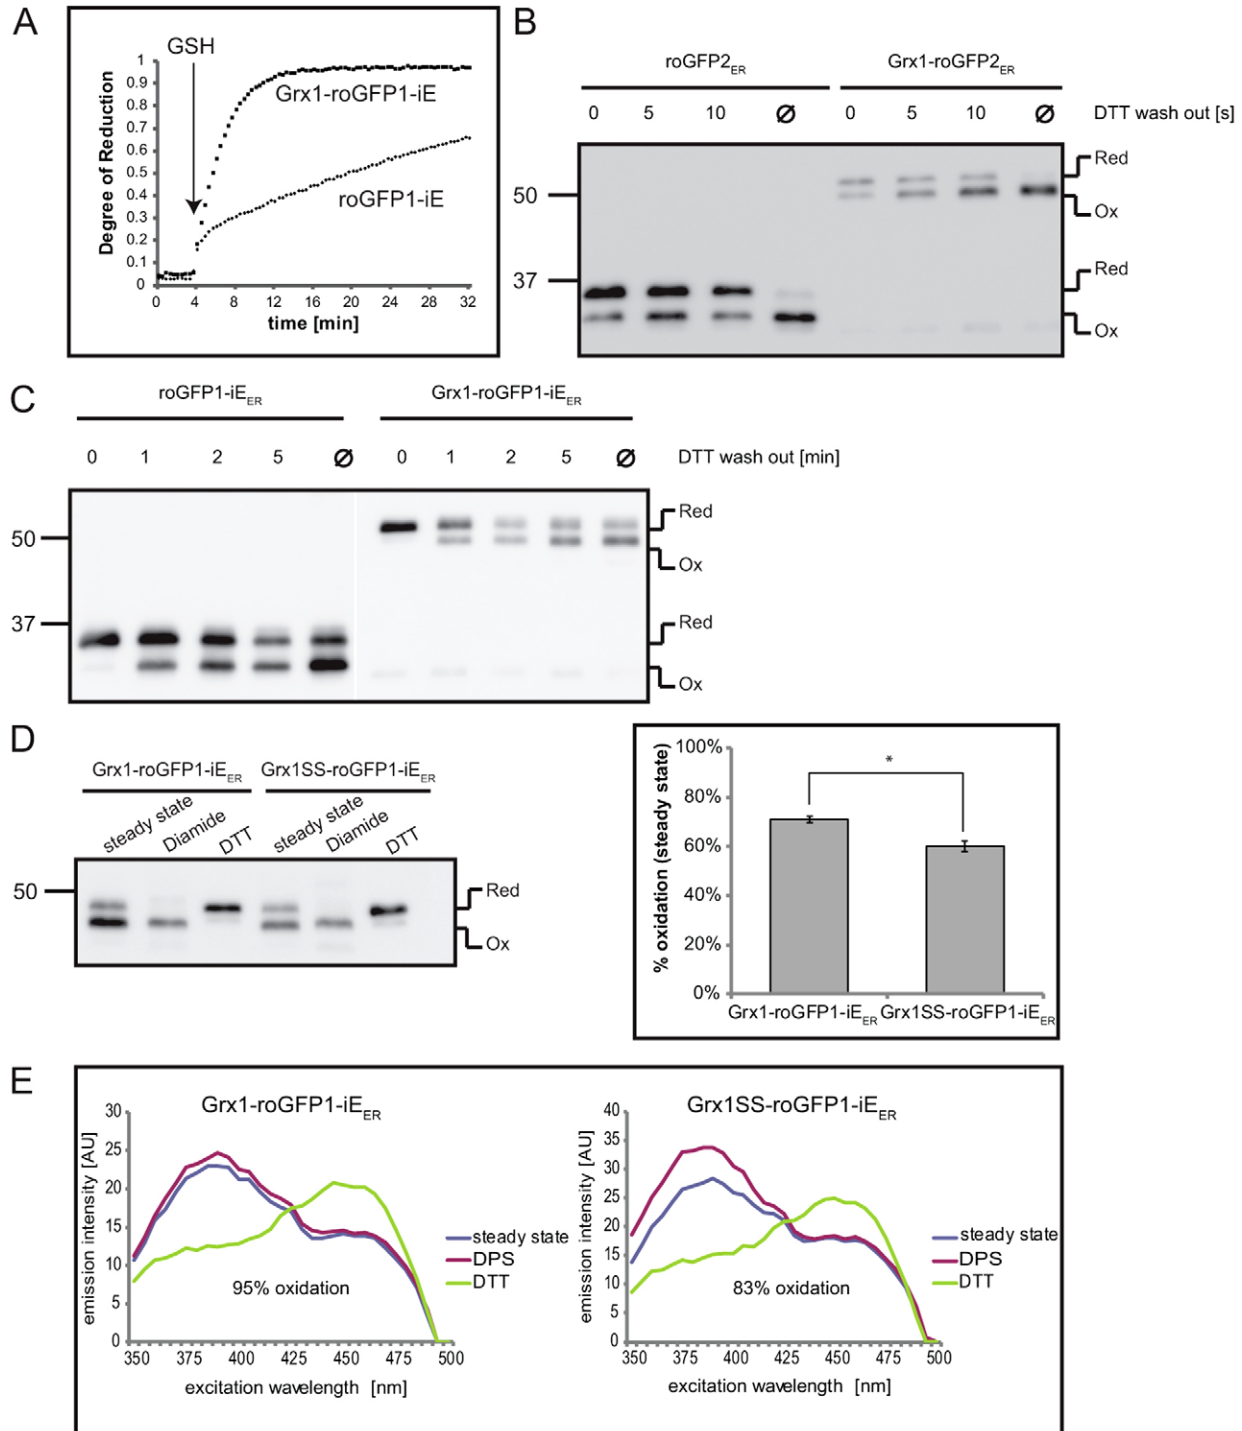 A
GSH
Degree of Reduction
1
0.9
0.8
0.7
0.6
0.5
0.4
0.3
0.2
0.1
0
Grx1-roGFP1-iE
roGFP1-iE
0 4 8 12 16 20 24 28 32
time [min]
B
roGFP2ER Grx1-roGFP2ER
0 5 10 Ø 0 5 10 Ø DTT wash out [s]
50
37
Red
Ox
Red
Ox
C
roGFP1-iEER Grx1-roGFP1-iEER
0 1 2 5 Ø 0 1 2 5 Ø DTT wash out [min]
50
37
Red
Ox
Red
Ox
D
Grx1-roGFP1-iEER Grx1SS-roGFP1-iEER
steady state Diamide DTT steady state Diamide DTT
50
Red
Ox
% oxidation (steady state)
100%
80%
60%
40%
20%
0%
*
Grx1-roGFP1-iEER Grx1SS-roGFP1-iEER
E
Grx1-roGFP1-iEER
emission intensity [AU]
30
25
20
15
10
5
0
steady state
DPS
DTT
95% oxidation
350 375 400 425 450 475 500
excitation wavelength [nm]
Grx1SS-roGFP1-iEER
emission intensity [AU]
40
35
30
25
20
15
10
5
0
steady state
DPS
DTT
83% oxidation
350 375 400 425 450 475 500
excitation wavelength [nm]